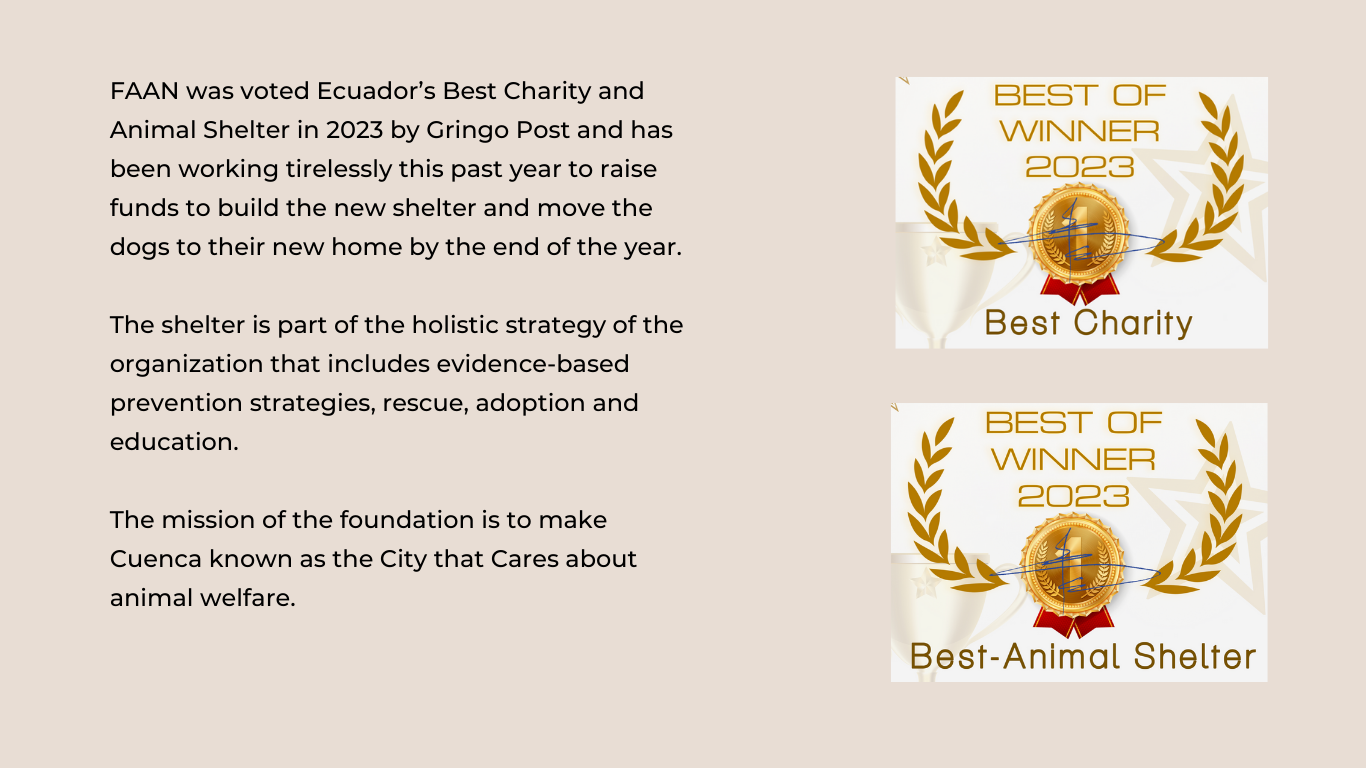 FAAN was voted Ecuador’s Best Charity and
Animal Shelter in 2023 by Gringo Post and has
been working tirelessly this past year to raise
funds to build the new shelter and move the
dogs to their new home by the end of the year.
The shelter is part of the holistic strategy of the
organization that includes evidence-based
prevention strategies, rescue, adoption and
education.
The mission of the foundation is to make
Cuenca known as the City that Cares about
animal welfare.
BEST OF
WINNER
2023
1
Best Charity
BEST OF
WINNER
2023
1
Best-Animal Shelter